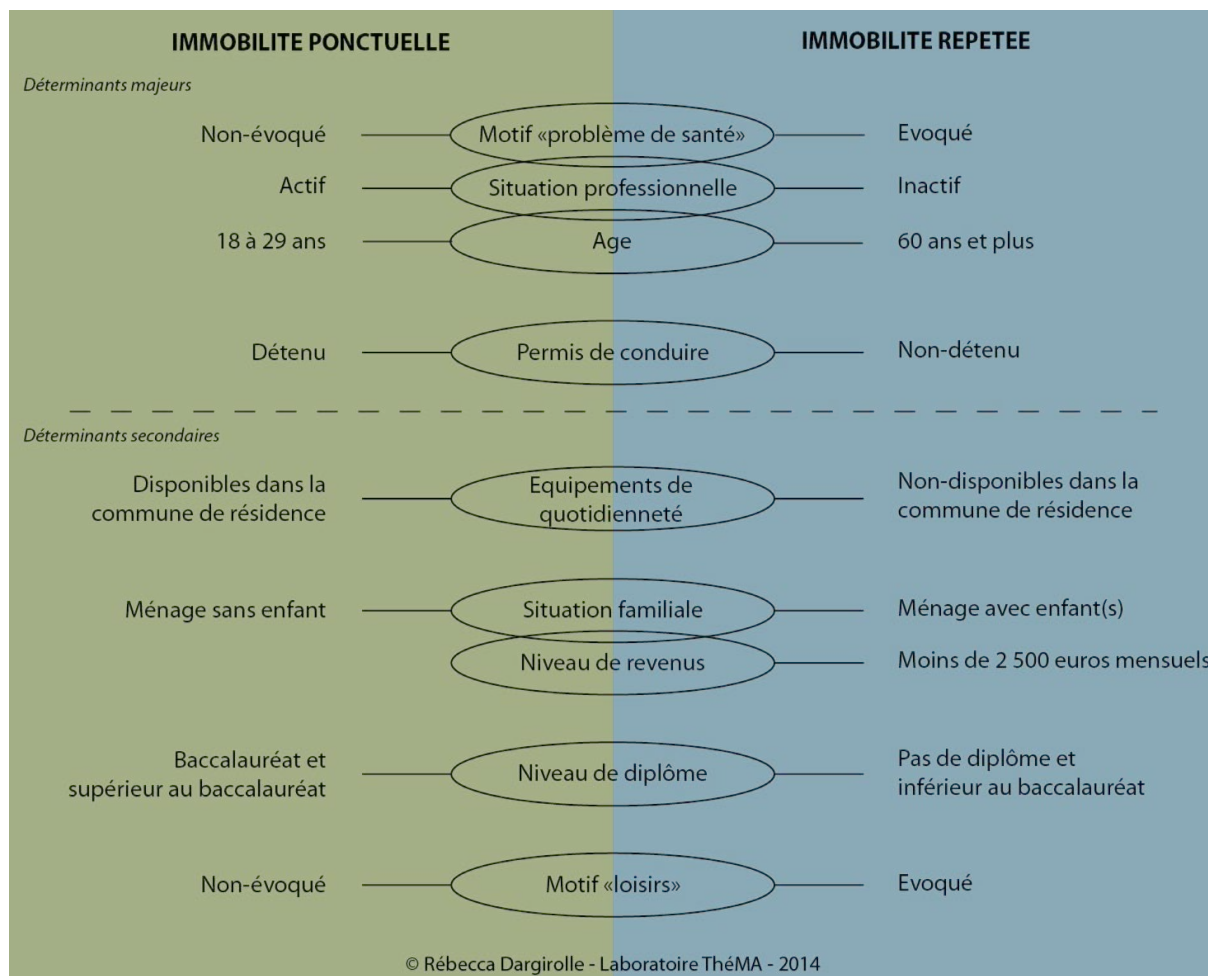 IMMOBILITE PONCTUELLE
IMMOBILITE REPETEE
Déterminants majeurs
Non-évoqué
Motif «problème de santé»
Evoqué
Actif
Situation professionnelle
Inactif
18 à 29 ans
Age
60 ans et plus
Détenu
Permis de conduire
Non-détenu
Déterminants secondaires
Disponibles dans la
commune de résidence
Equipements de
quotidienneté
Non-disponibles dans la
commune de résidence
Ménage sans enfant
Situation familiale
Ménage avec enfant(s)
Niveau de revenus
Moins de 2 500 euros mensuels
Baccalauréat et
supérieur au baccalauréat
Niveau de diplôme
Pas de diplôme et
inférieur au baccalauréat
Non-évoqué
Motif «loisirs»
Evoqué
© Rébecca Dargirolle - Laboratoire ThéMA - 2014